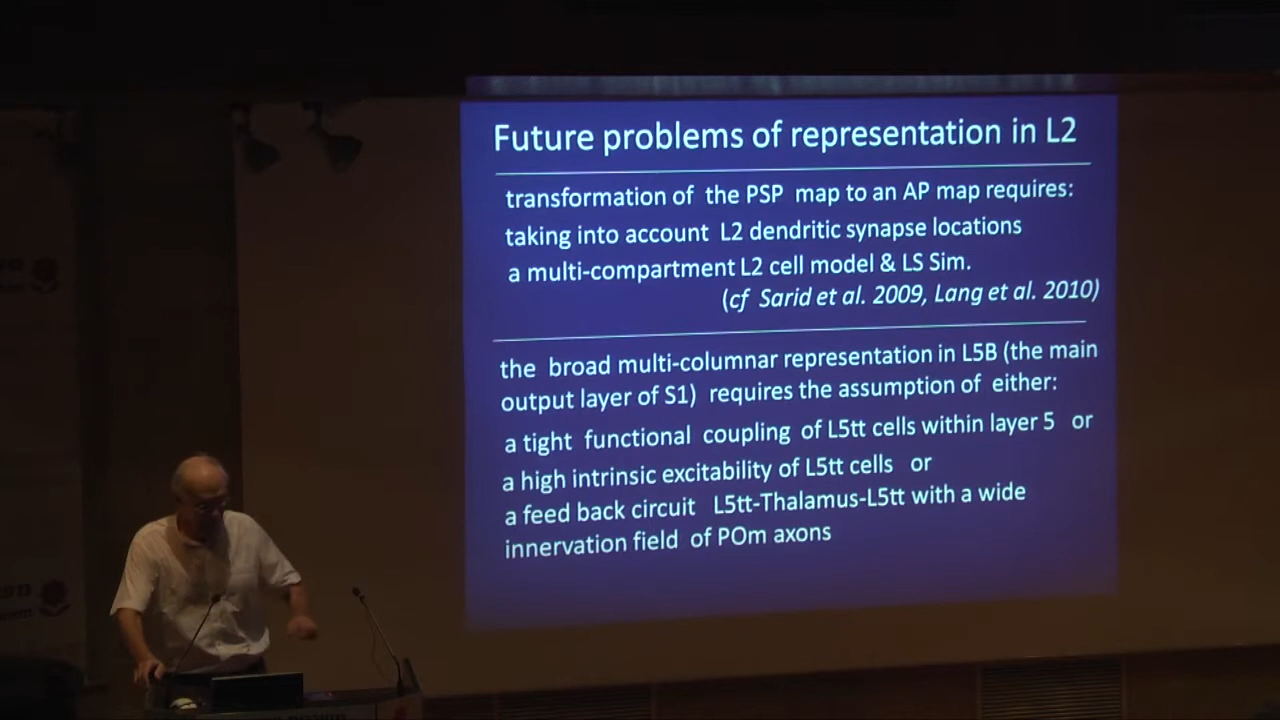 Future problems of representation in L2
transformation of the PSP map to an AP map requires:
taking into account L2 dendritic synapse locations
a multi-compartment L2 cell model & LS Sim.
(cf Sarid et al. 2009, Lang et al. 2010)
the broad multi-columnar representation in L5B (the main
output layer of S1) requires the assumption of either:
a tight functional coupling of L5tt cells within layer 5 or
a high intrinsic excitability of L5tt cells or
a feed back circuit L5tt-Thalamus-L5tt with a wide
innervation field of POm axons